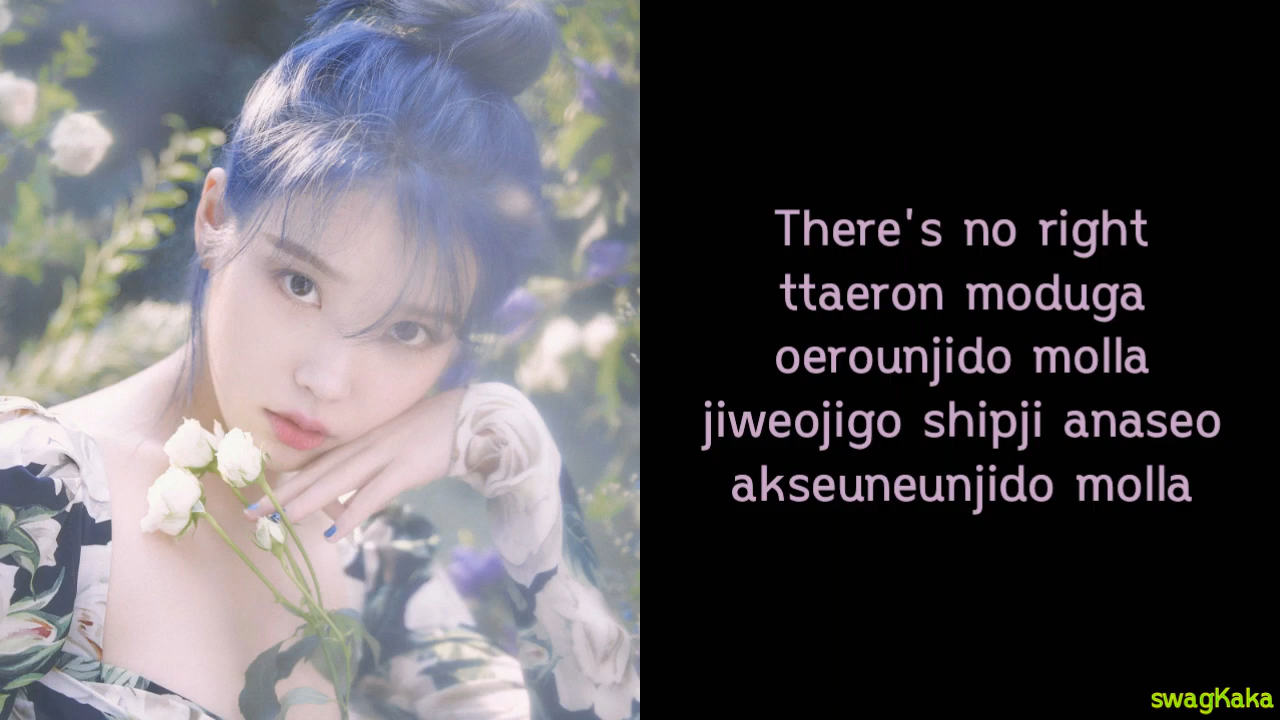 There's no right
ttaeron moduga
oerounjido molla
jiweojigo shipji anaseo
akseuneunjido molla
swagKaka